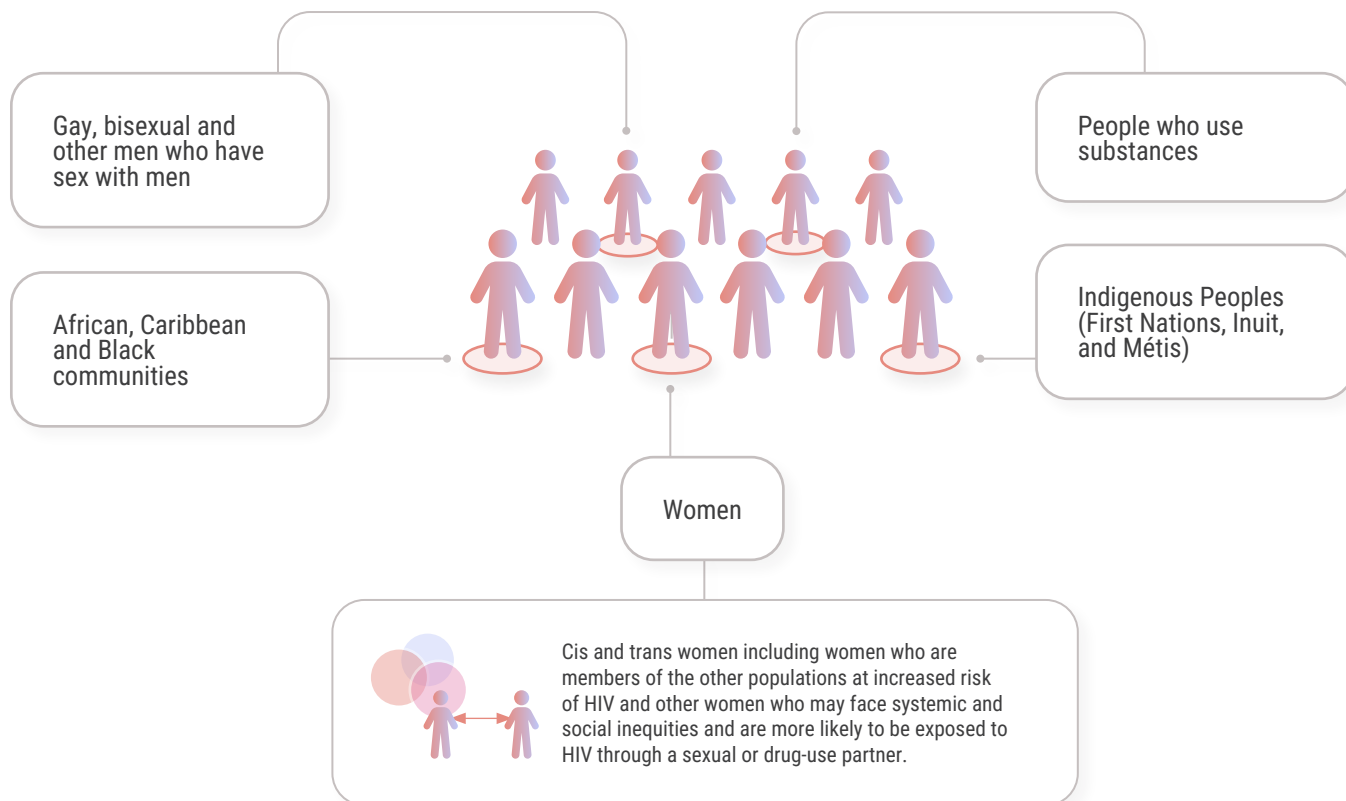 Gay, bisexual and
other men who have
sex with men
People who use
substances
African, Caribbean
and Black
communities
Indigenous Peoples
(First Nations, Inuit,
and Métis)
Women
Cis and trans women including women who are
members of the other populations at increased risk
of HIV and other women who may face systemic and
social inequities and are more likely to be exposed to
HIV through a sexual or drug-use partner.